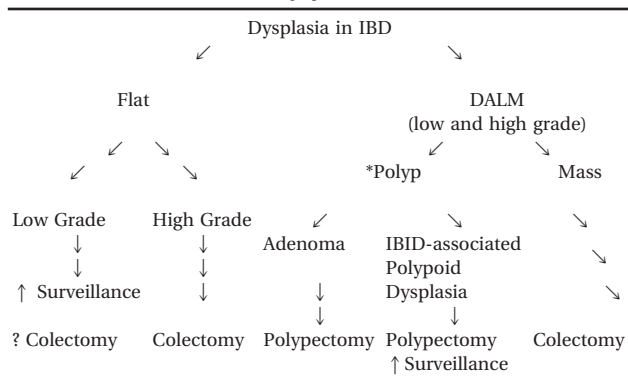 Dysplasia in IBD
Flat DALM
(low and high grade)
*Polyp Mass
Low Grade High Grade
Adenoma IBID-associated
Polypoid
↑ Surveillance Dysplasia
? Colectomy Colectomy Polypectomy Polypectomy Colectomy
↑ Surveillance